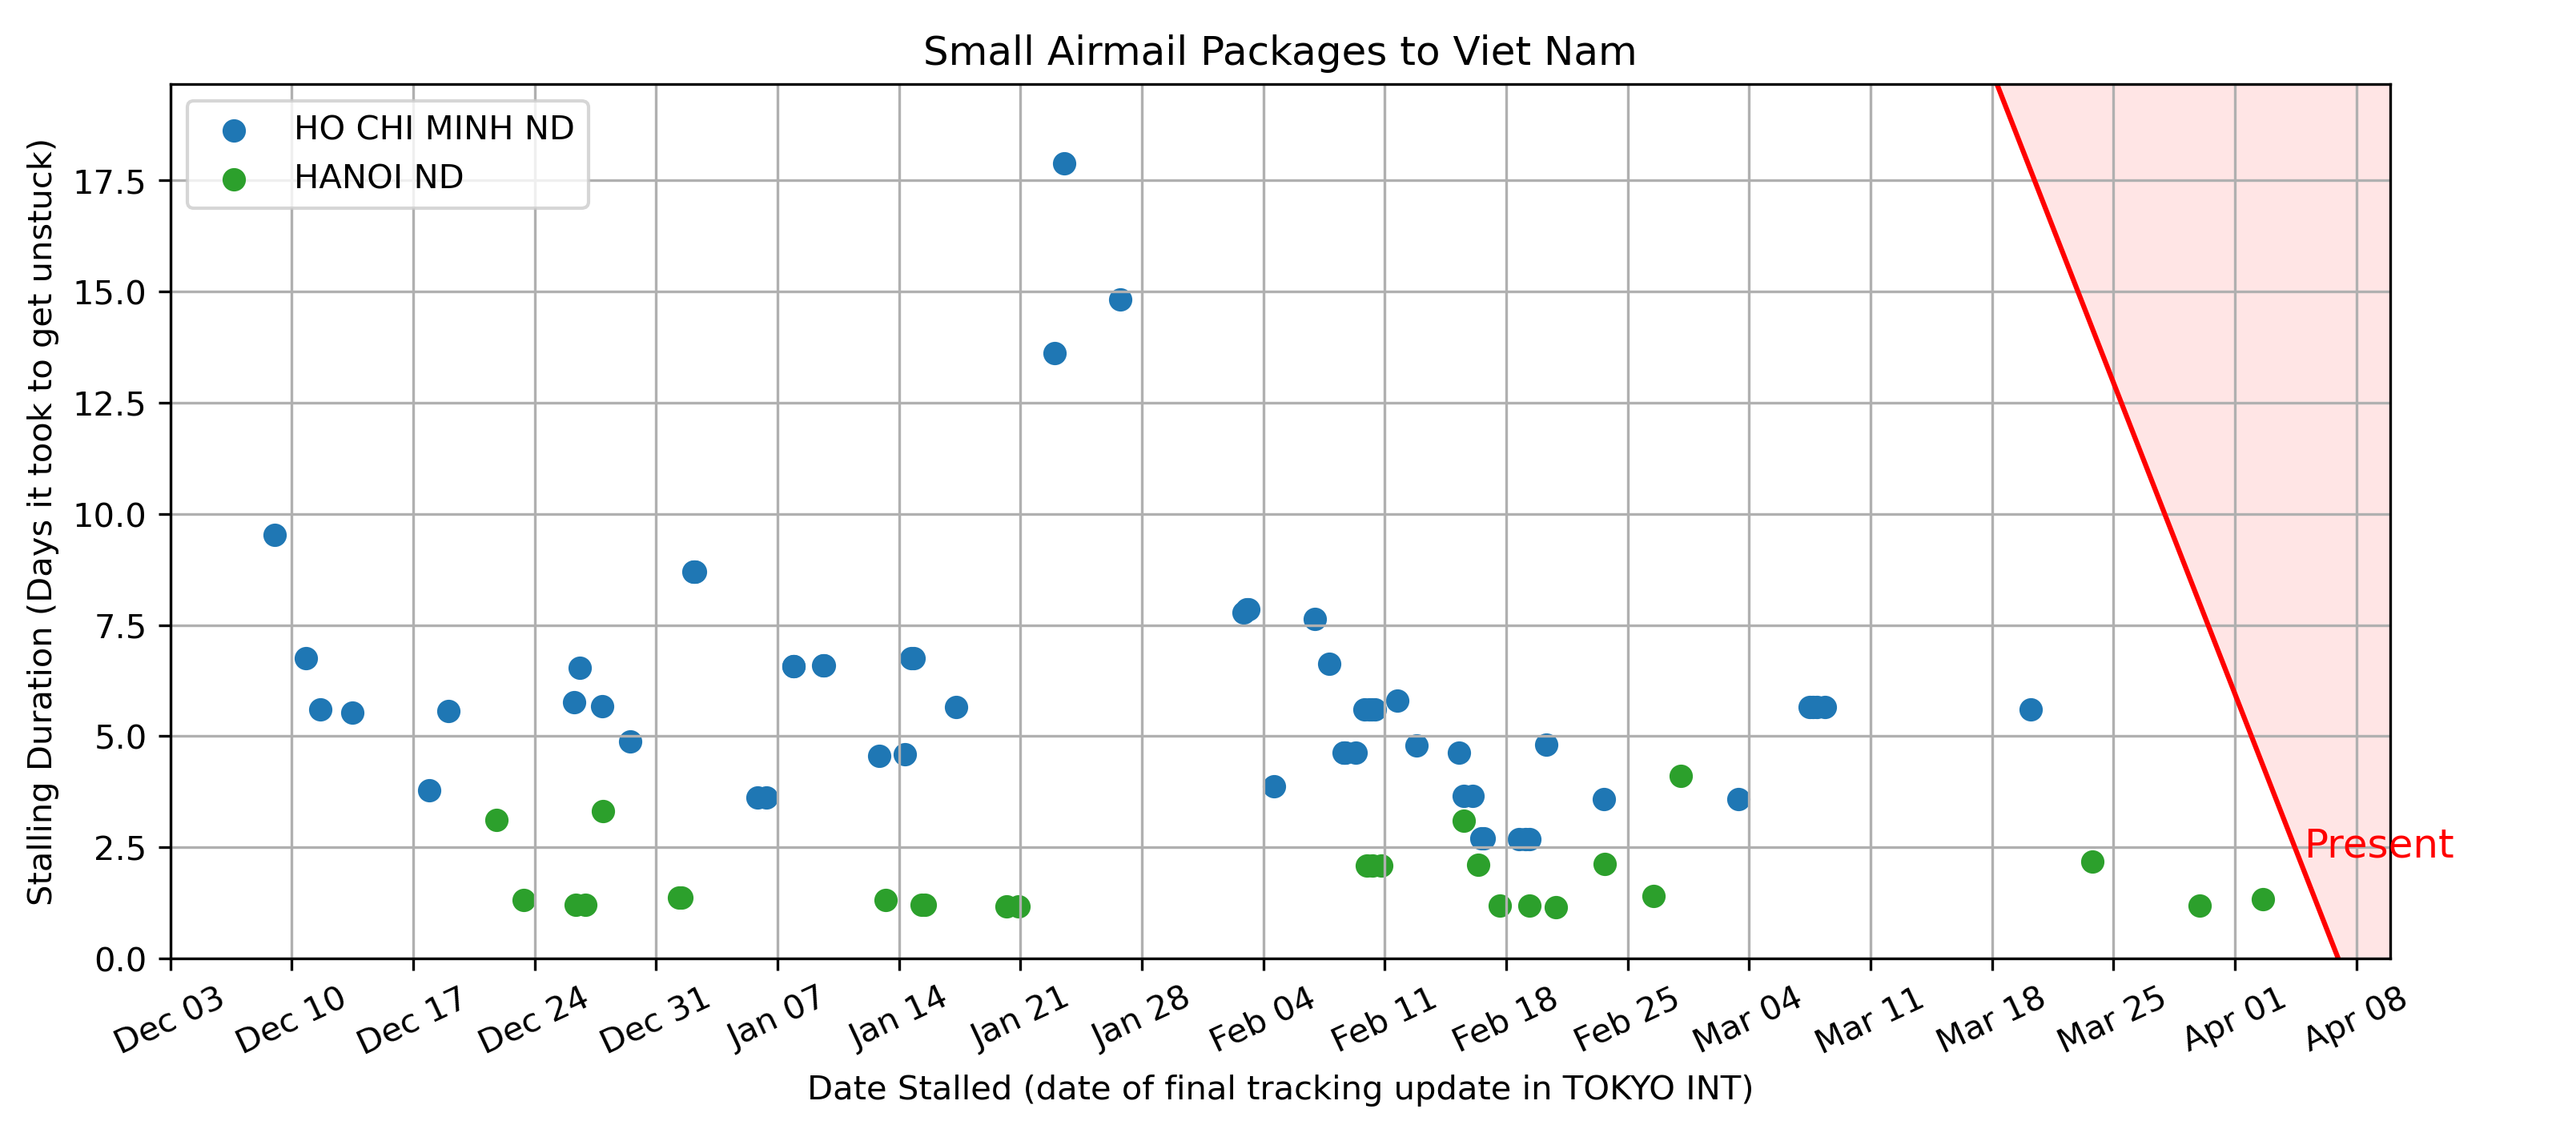 Small Airmail Packages to Viet Nam
HO CHI MINH ND
HANOI ND
Stalling Duration (Days it took to get unstuck)
17.5
15.0
12.5
10.0
7.5
5.0
2.5
0.0
Present
Dec 03
Dec 10
Dec 17
Dec 24
Dec 31
Jan 07
Jan 14
Jan 21
Jan 28
Feb 04
Feb 11
Feb 18
Feb 25
Mar 04
Mar 11
Mar 18
Mar 25
Apr 01
Apr 08
Date Stalled (date of final tracking update in TOKYO INT)